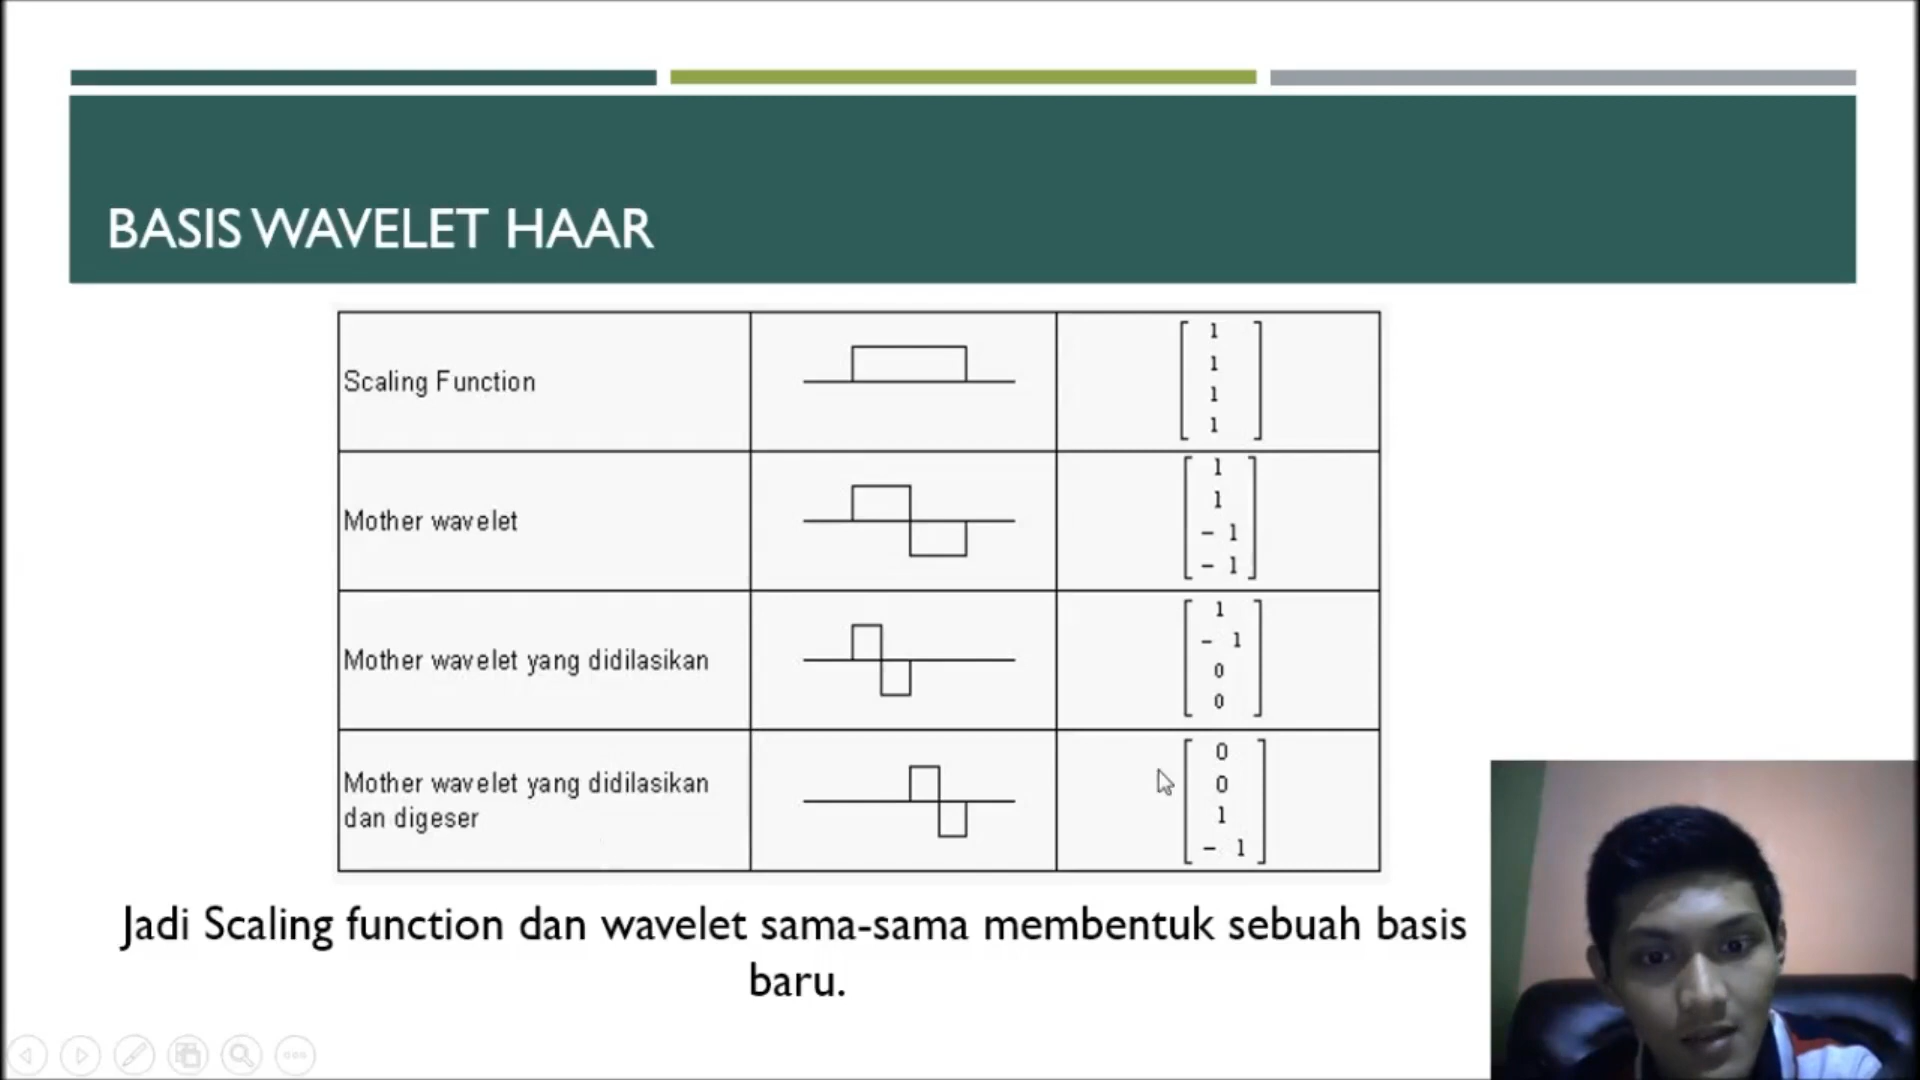 BASIS WAVELET HAAR
Scaling Function
1
1
1
1
Mother wavelet
1
1
- 1
- 1
Mother wavelet yang didilasikan
1
- 1
0
0
Mother wavelet yang didilasikan
dan digeser
0
0
1
- 1
Jadi Scaling function dan wavelet sama-sama membentuk sebuah basis
baru.